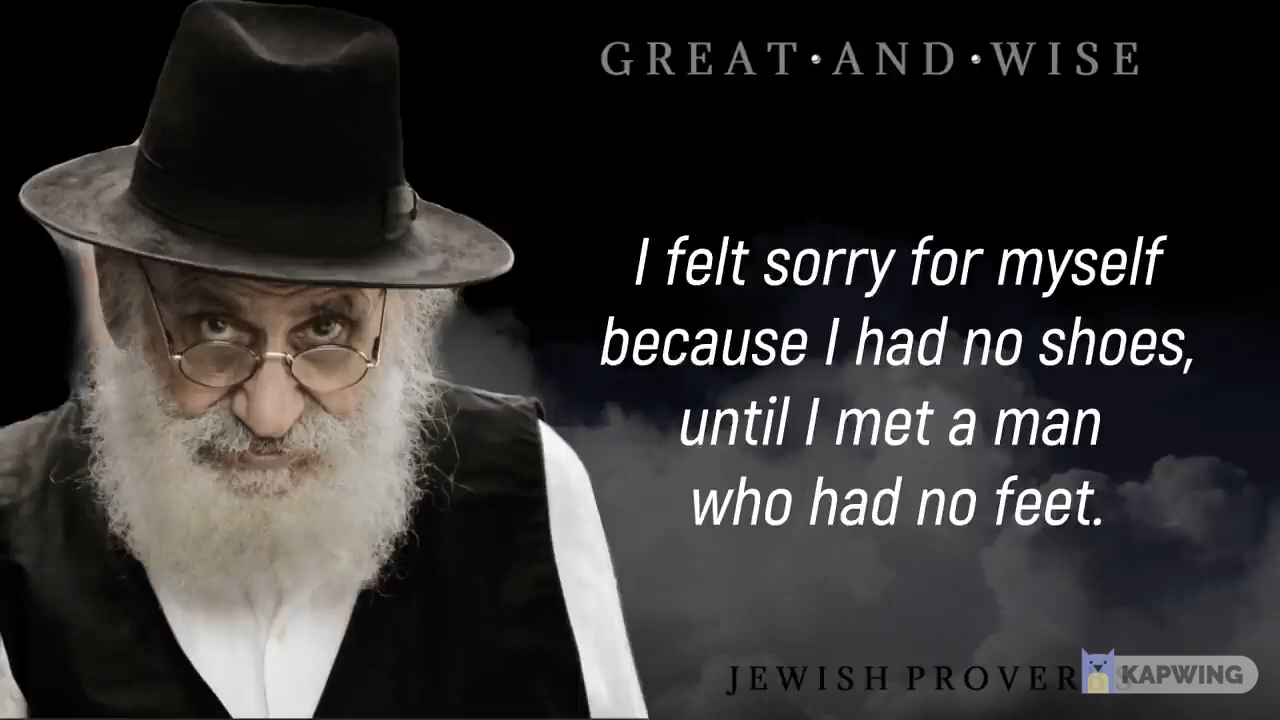 GREAT•AND•WISE
I felt sorry for myself
because I had no shoes,
until I met a man
who had no feet.
JEWISH PROVER
KAPWING